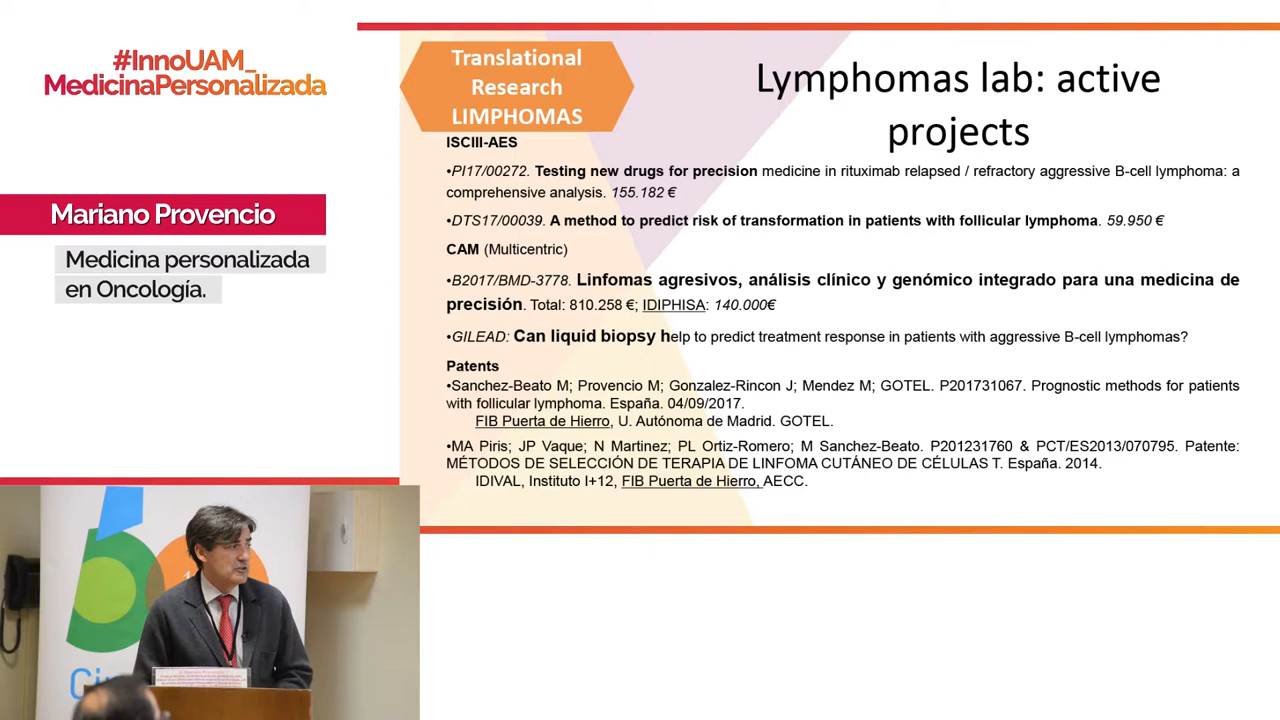 #InnoUAM_
MedicinaPersonalizada
Mariano Provencio
Medicina personalizada
en Oncología.
Translational
Research
LIMPHOMAS
Lymphomas lab: active
projects
ISCIII-AES
•PI17/00272. Testing new drugs for precision medicine in rituximab relapsed / refractory aggressive B-cell lymphoma: a
comprehensive analysis. 155.182 €
•DTS17/00039. A method to predict risk of transformation in patients with follicular lymphoma. 59.950 €
CAM (Multicentric)
•B2017/BMD-3778. Linfomas agresivos, análisis clínico y genómico integrado para una medicina de
precisión. Total: 810.258 €; IDIPHISA: 140.000€
•GILEAD: Can liquid biopsy help to predict treatment response in patients with aggressive B-cell lymphomas?
Patents
•Sanchez-Beato M; Provencio M; Gonzalez-Rincon J; Mendez M; GOTEL. P201731067. Prognostic methods for patients
with follicular lymphoma. España. 04/09/2017.
FIB Puerta de Hierro, U. Autónoma de Madrid. GOTEL.
•MA Piris; JP Vaque; N Martinez; PL Ortiz-Romero; M Sanchez-Beato. P201231760 & PCT/ES2013/070795. Patente:
MÉTODOS DE SELECCIÓN DE TERAPIA DE LINFOMA CUTÁNEO DE CÉLULAS T. España. 2014.
IDIVAL, Instituto I+12, FIB Puerta de Hierro, AECC.